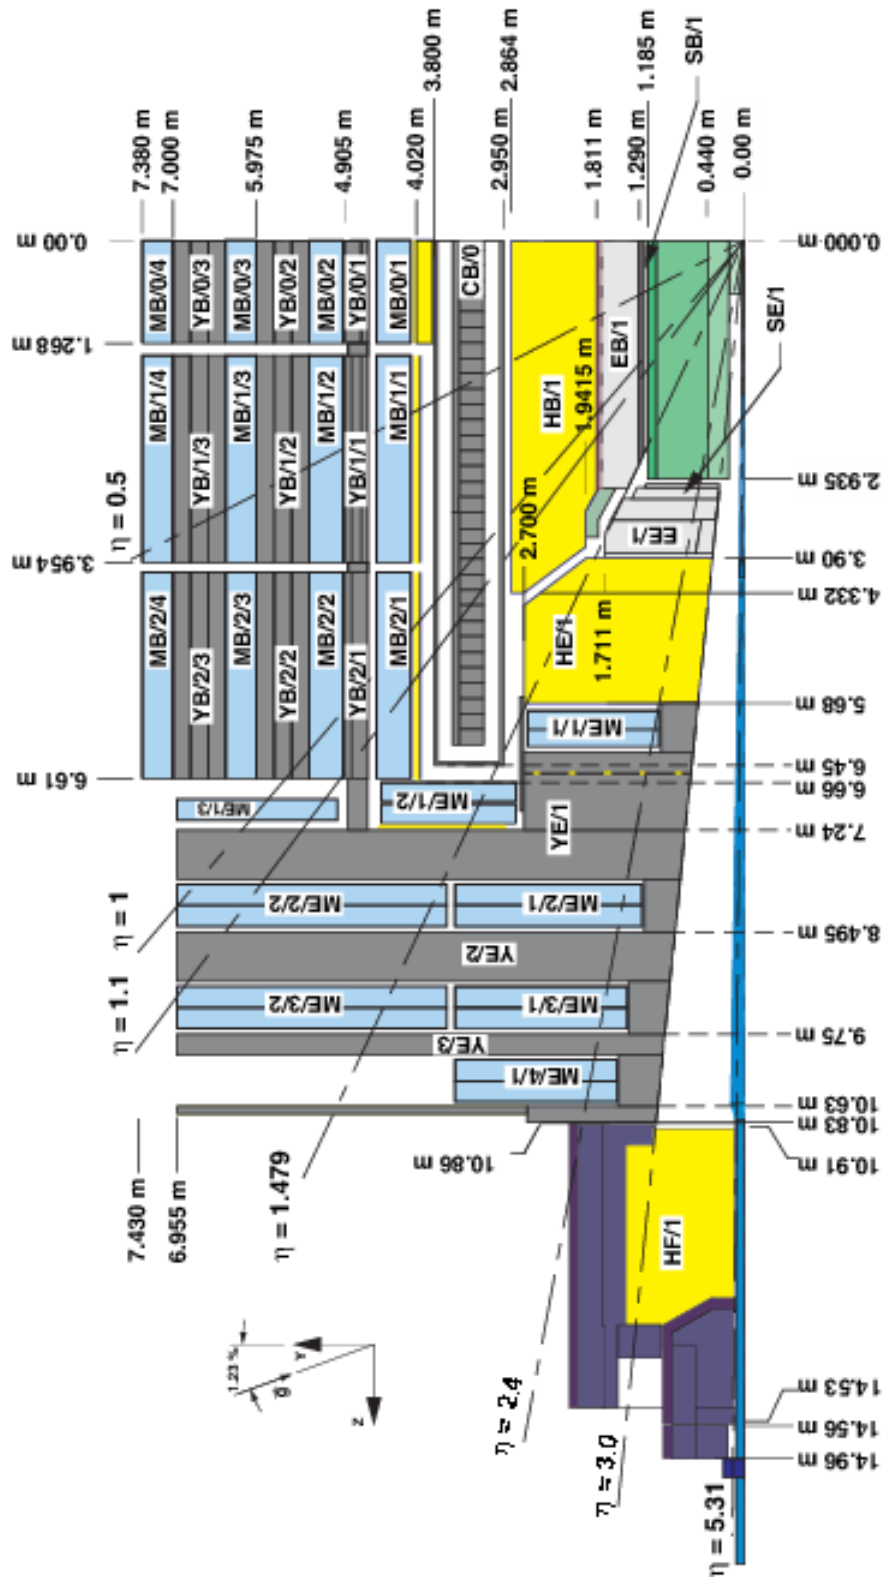 3.800 m
2.864 m
SB/1
7.380 m
7.000 m
5.975 m
4.905 m
4.020 m
2.950 m
1.811 m
1.290 m
1.185 m
0.440 m
0.00 m
0.00 m
0.000 m
MB/0/4
YB/0/3
MB/0/3
YB/0/2
MB/0/2
YB/0/1
MB/0/1
CB/0
SE/1
1.268 m
EB/1
HB/1
1.9415 m
MB/1/4
YB/1/3
MB/1/3
YB/1/2
MB/1/2
YB/1/1
MB/1/1
2.935 m
η = 0.5
2.700 m
EE/1
3.954 m
3.90 m
4.332 m
MB/2/4
YB/2/3
MB/2/3
YB/2/2
MB/2/2
YB/2/1
MB/2/1
HE/1
1.711 m
5.68 m
ME/1/1
6.61 m
6.45 m
6.66 m
ME/1/3
ME/1/2
YE/1
7.24 m
η = 1
ME/2/2
ME/2/1
8.495 m
YE/2
η = 1.1
ME/3/2
ME/3/1
9.75 m
YE/3
ME/4/1
10.63 m
10.83 m
10.86 m
10.91 m
7.430 m
6.955 m
η = 1.479
HF/1
1.23 %
g
Y
Z
η = 2.4
η = 3.0
14.53 m
14.56 m
14.96 m
η = 5.31